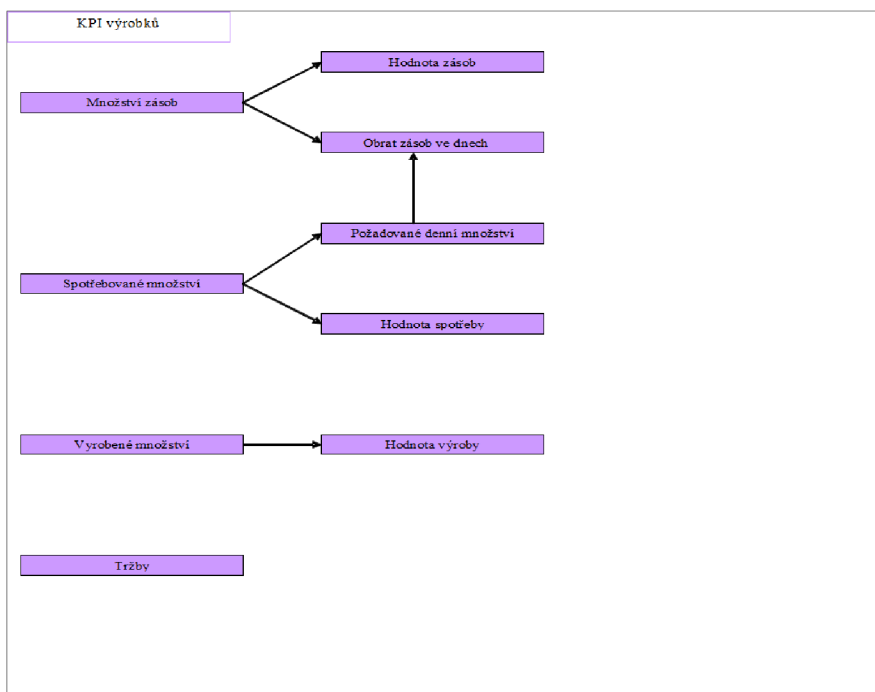 KPI výrobků
Hodnota zásob
Množství zásob
Obrat zásob ve dnech
Požadované denní množství
Spotřebované množství
Hodnota spotřeby
Vyrobené množství
Hodnota výroby
Tržby